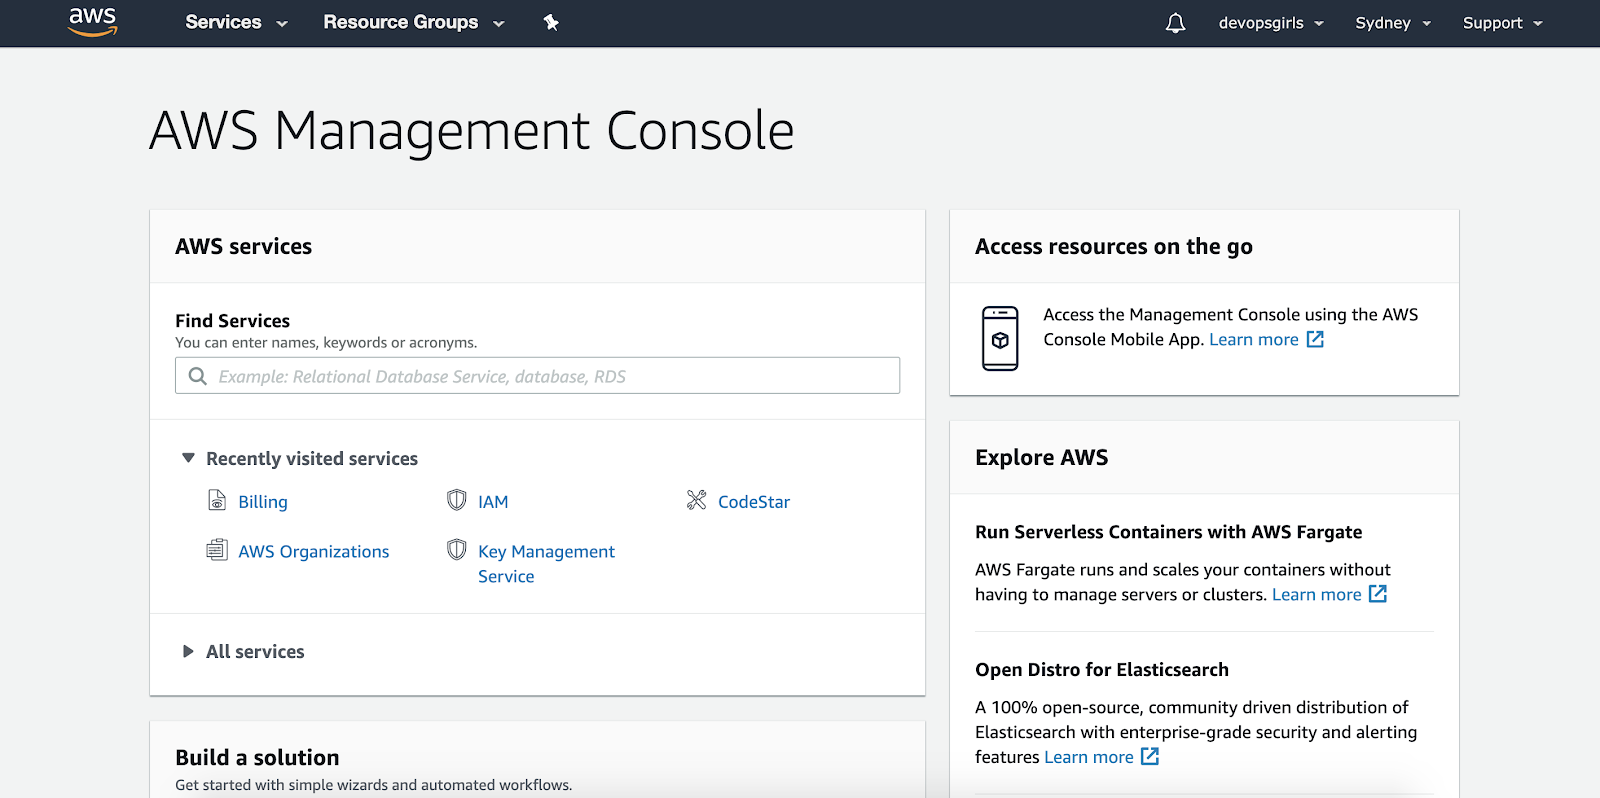 aws
Services
Resource Groups
devopsgirls
Sydney
Support
AWS Management Console
AWS services
Find Services
You can enter names, keywords or acronyms.
Example: Relational Database Service, database, RDS
Recently visited services
Billing
IAM
CodeStar
AWS Organizations
Key Management
Service
All services
Build a solution
Get started with simple wizards and automated workflows.
Access resources on the go
Access the Management Console using the AWS
Console Mobile App. Learn more
Explore AWS
Run Serverless Containers with AWS Fargate
AWS Fargate runs and scales your containers without
having to manage servers or clusters. Learn more
Open Distro for Elasticsearch
A 100% open-source, community driven distribution of
Elasticsearch with enterprise-grade security and alerting
features Learn more